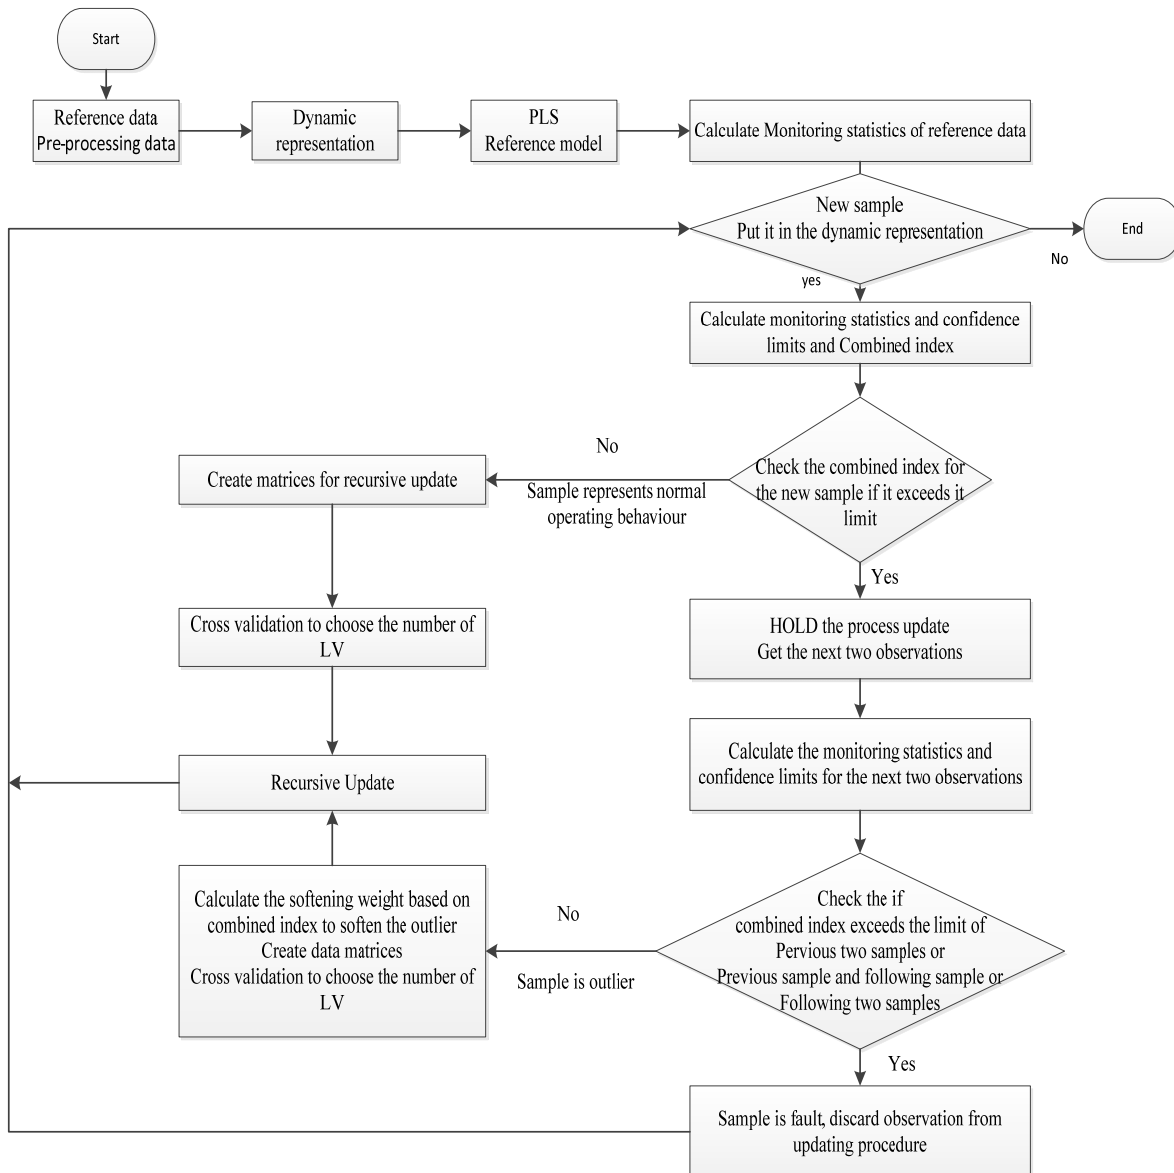 Start
Reference data
Pre-processing data
Dynamic
representation
PLS
Reference model
Calculate Monitoring statistics of reference data
New sample
Put it in the dynamic representation
End
No
yes
Calculate monitoring statistics and confidence
limits and Combined index
Check the combined index for
the new sample if it exceeds it
limit
No
Sample represents normal
operating behaviour
Create matrices for recursive update
Yes
Cross validation to choose the number of
LV
HOLD the process update
Get the next two observations
Recursive Update
Calculate the monitoring statistics and
confidence limits for the next two observations
Check the if
combined index exceeds the limit of
Pervious two samples or
Previous sample and following sample or
Following two samples
No
Sample is outlier
Calculate the softening weight based on
combined index to soften the outlier
Create data matrices
Cross validation to choose the number of
LV
Yes
Sample is fault, discard observation from
updating procedure